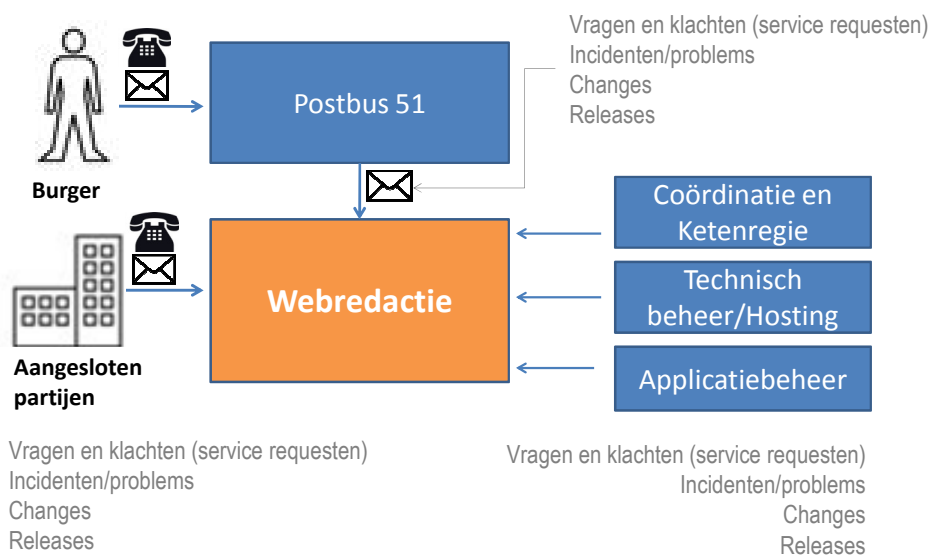 Vragen en klachten (service requesten)
Incidenten/problems
Changes
Releases
Postbus 51
Burger
Coördinatie en
Ketenregie
Webredactie
Technisch
beheer/Hosting
Applicatiebeheer
Aangesloten
partijen
Vragen en klachten (service requesten)
Incidenten/problems
Changes
Releases
Vragen en klachten (service requesten)
Incidenten/problems
Changes
Releases